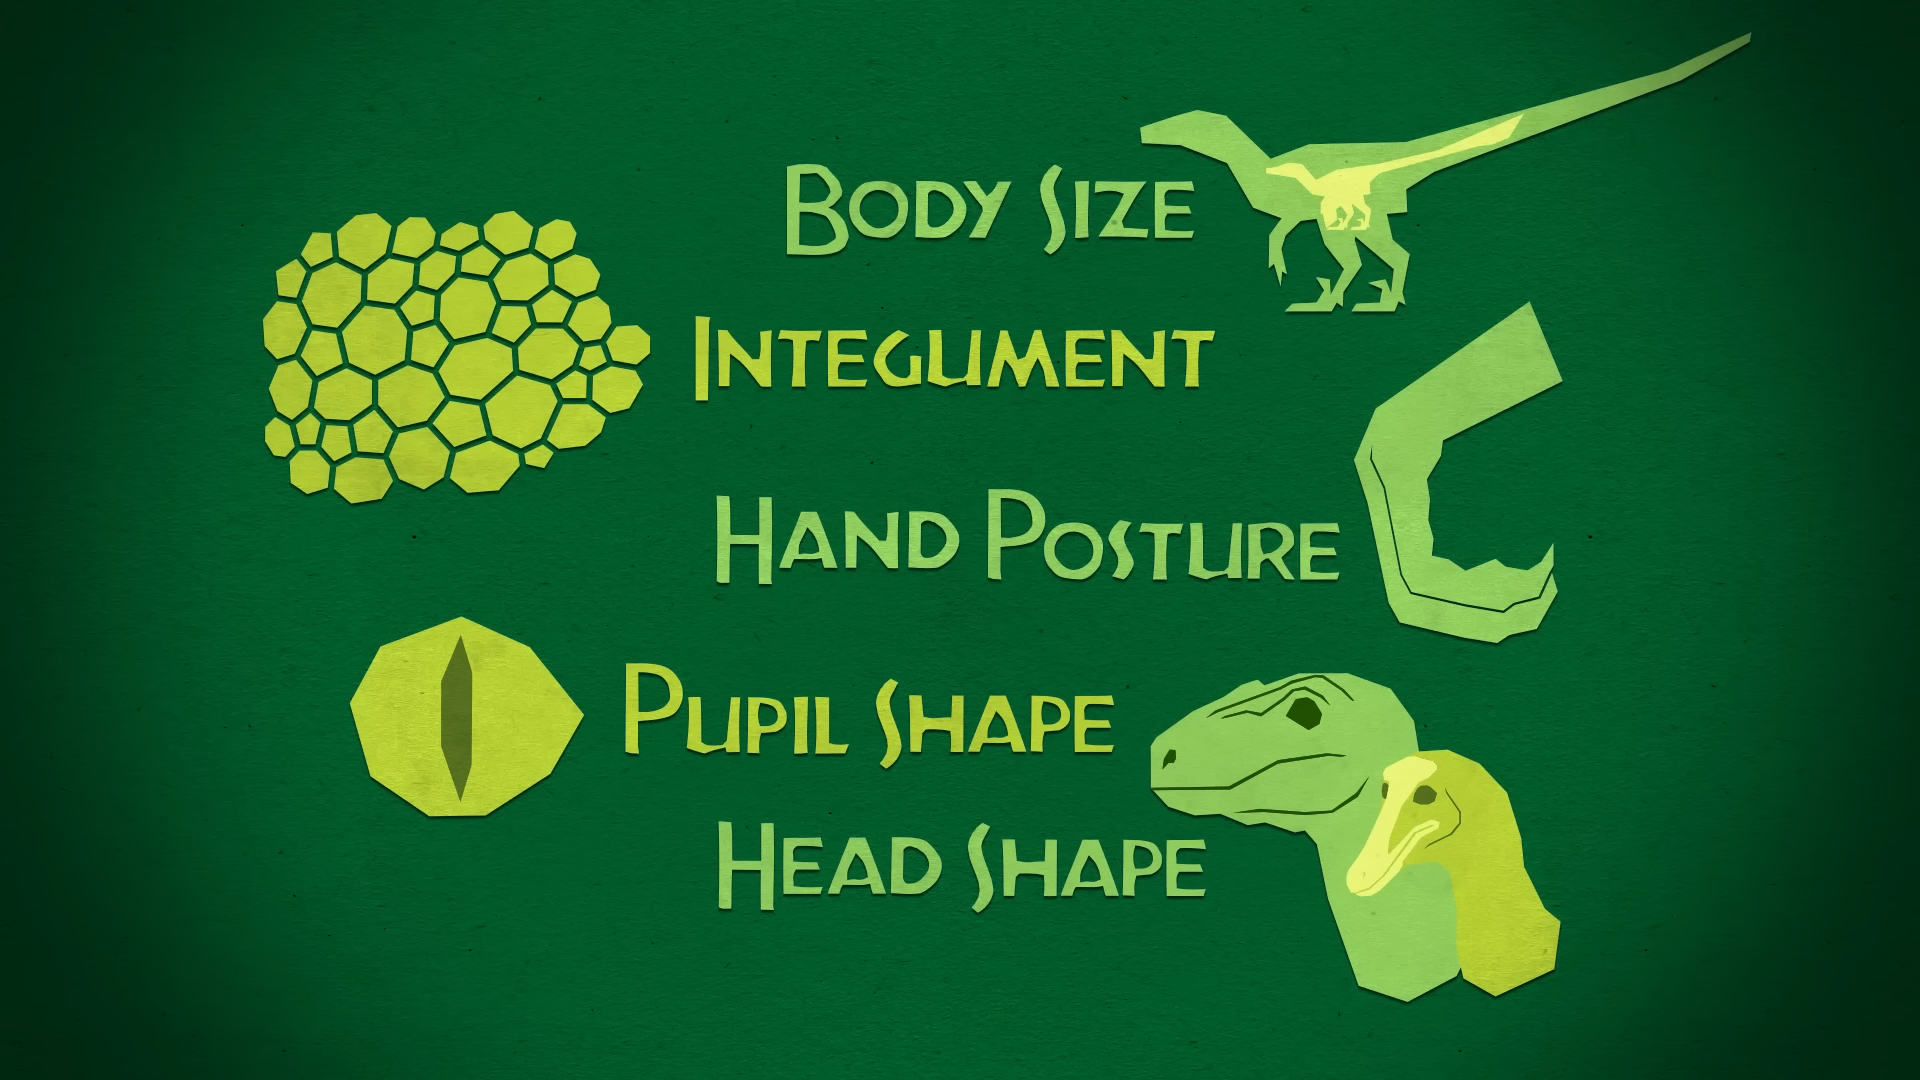 Body Size
Integument
Hand Posture
Pupil Shape
Head Shape